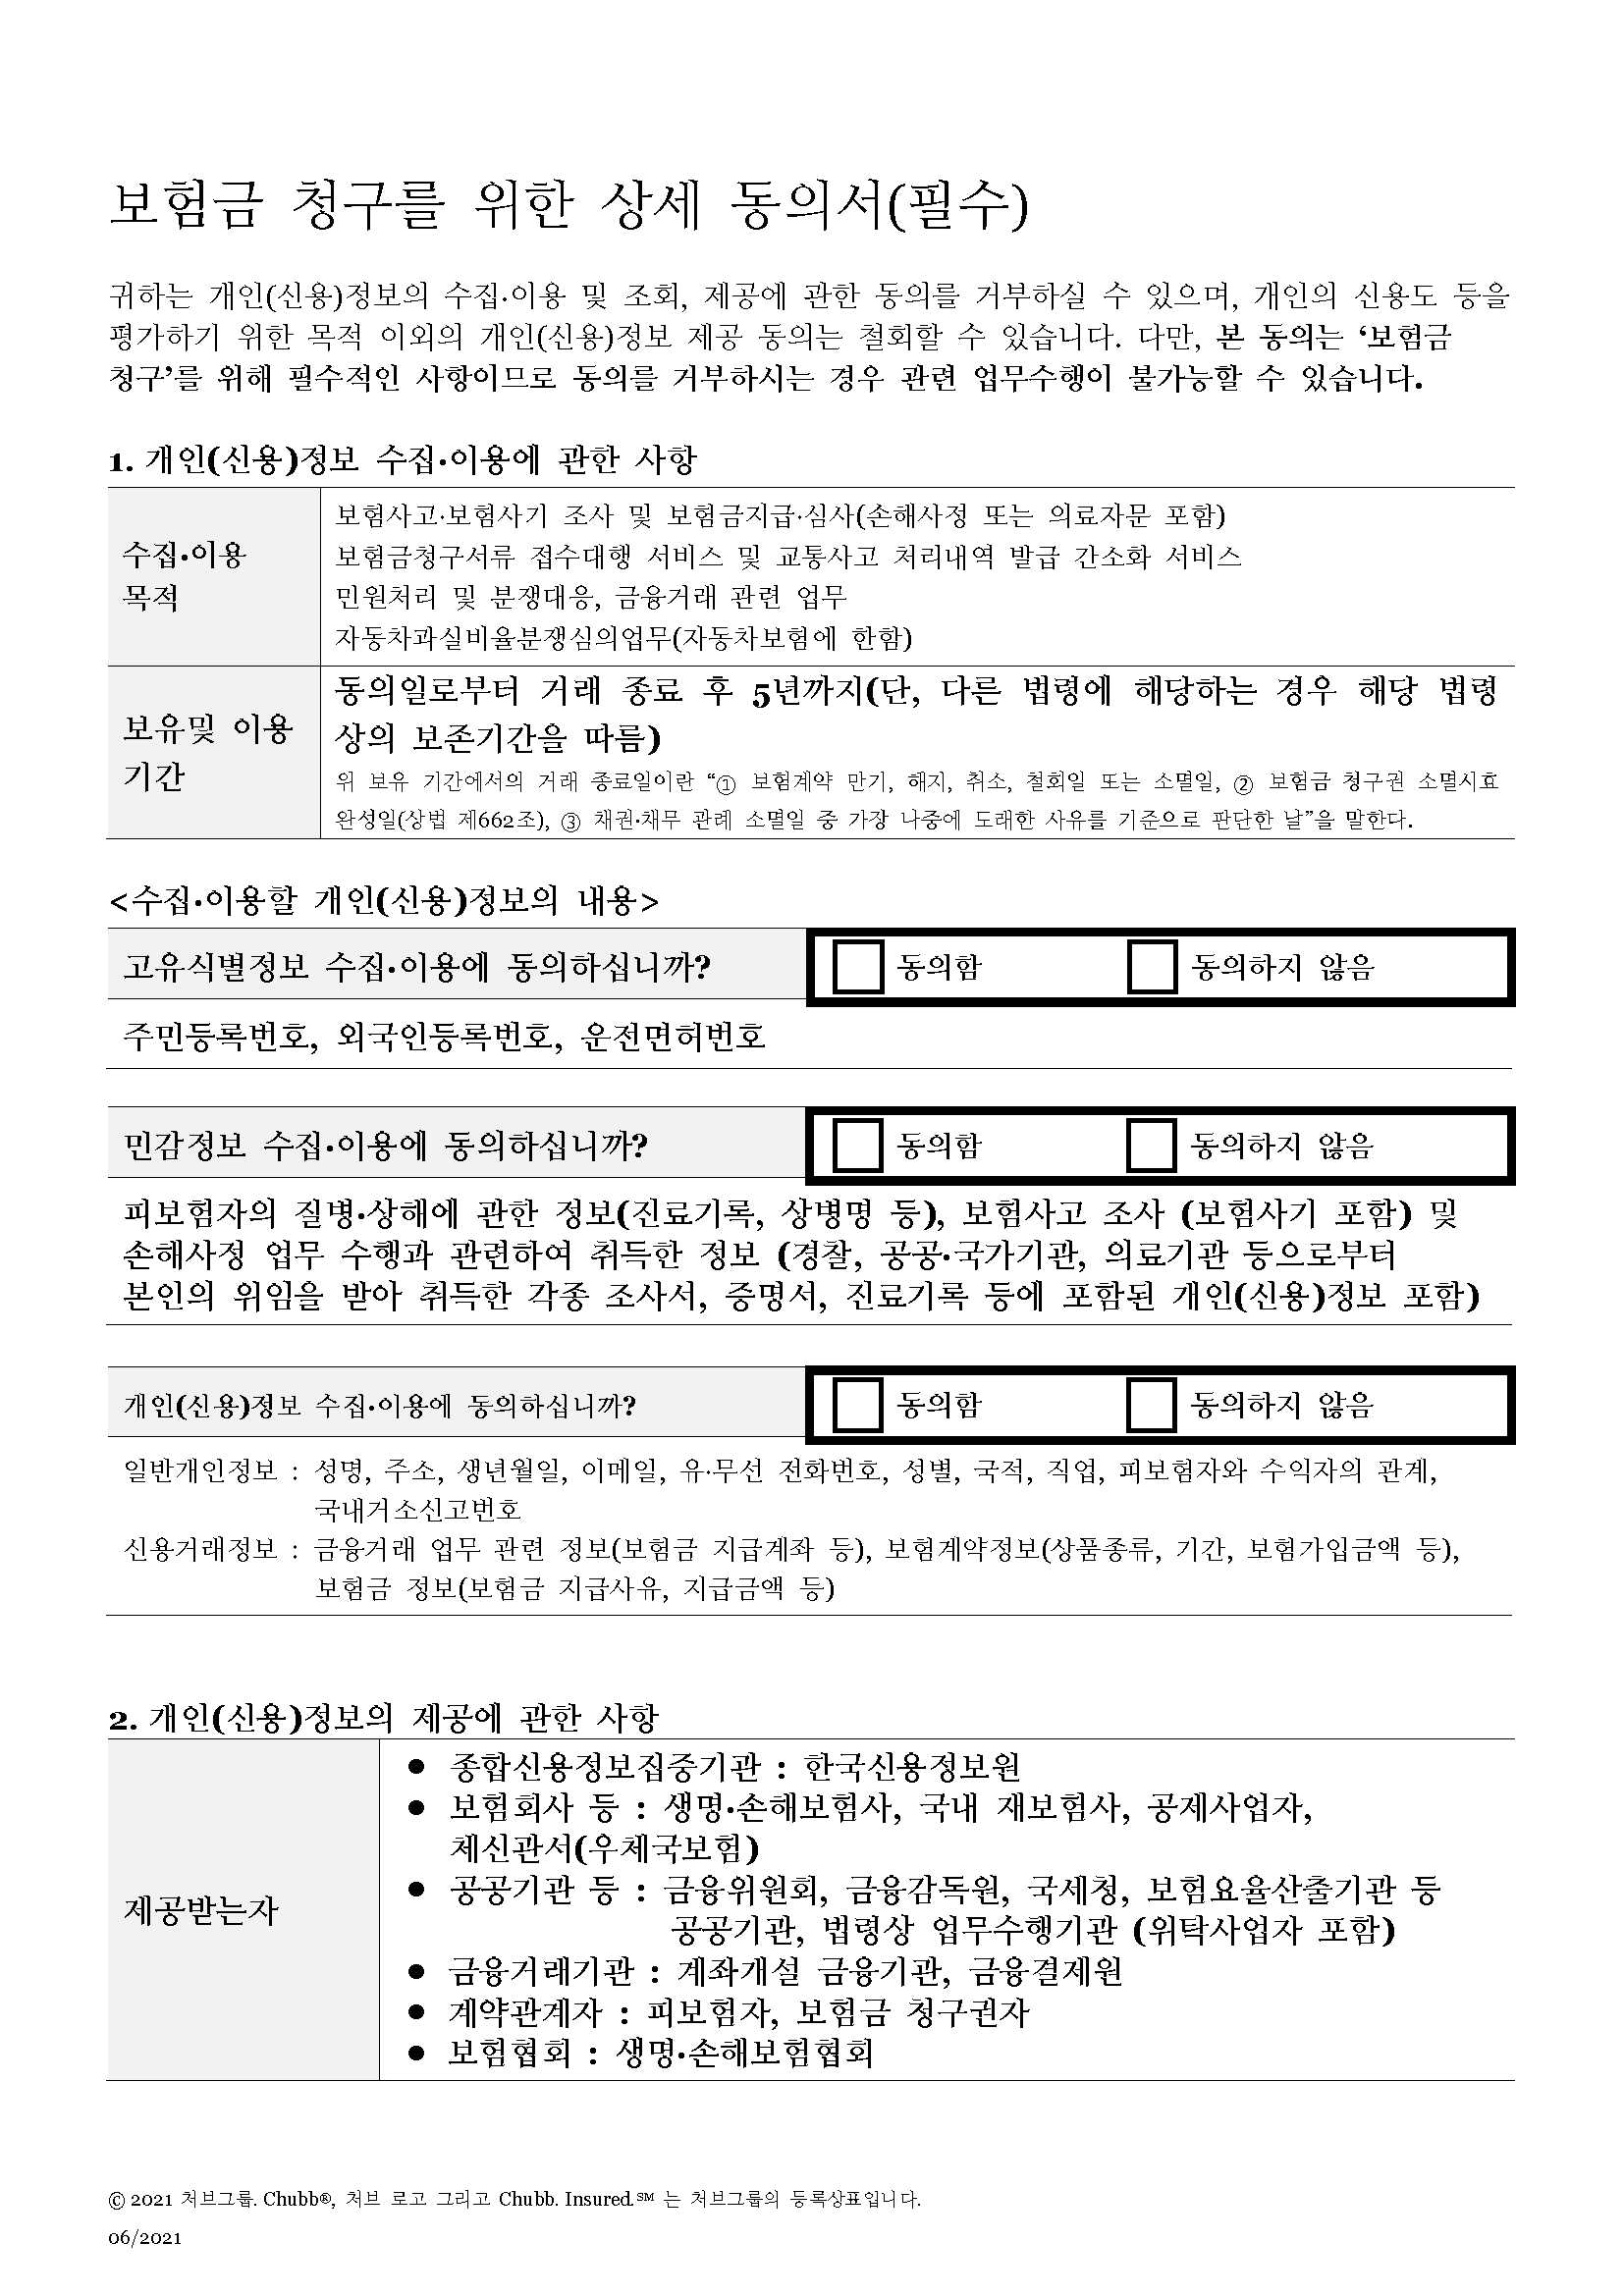 보험금 청구를 위한 상세 동의서(필수)
귀하는 개인(신용)정보의 수집·이용 및 조회, 제공에 관한 동의를 거부하실 수 있으며, 개인의 신용도 등을
평가하기 위한 목적 이외의 개인(신용)정보 제공 동의는 철회할 수 있습니다. 다만, 본 동의는 ‘보험금
청구’를 위해 필수적인 사항이므로 동의를 거부하시는 경우 관련 업무수행이 불가능할 수 있습니다.
1. 개인(신용)정보 수집·이용에 관한 사항
수집·이용
목적
보험사고·보험사기 조사 및 보험금지급·심사(손해사정 또는 의료자문 포함)
보험금청구서류 접수대행 서비스 및 교통사고 처리내역 발급 간소화 서비스
민원처리 및 분쟁대응, 금융거래 관련 업무
자동차과실비율분쟁심의업무(자동차보험에 한함)
보유및 이용
기간
동의일로부터 거래 종료 후 5년까지(단, 다른 법령에 해당하는 경우 해당 법령
상의 보존기간을 따름)
위 보유 기간에서의 거래 종료일이란 “① 보험계약 만기, 해지, 취소, 철회일 또는 소멸일, ② 보험금 청구권 소멸시효
완성일(상법 제662조), ③ 채권·채무 관례 소멸일 중 가장 나중에 도래한 사유를 기준으로 판단한 날”을 말한다.
<수집·이용할 개인(신용)정보의 내용>
고유식별정보 수집·이용에 동의하십니까? 동의함 동의하지 않음
주민등록번호, 외국인등록번호, 운전면허번호
민감정보 수집·이용에 동의하십니까? 동의함 동의하지 않음
피보험자의 질병·상해에 관한 정보(진료기록, 상병명 등), 보험사고 조사 (보험사기 포함) 및
손해사정 업무 수행과 관련하여 취득한 정보 (경찰, 공공·국가기관, 의료기관 등으로부터
본인의 위임을 받아 취득한 각종 조사서, 증명서, 진료기록 등에 포함된 개인(신용)정보 포함)
개인(신용)정보 수집·이용에 동의하십니까? 동의함 동의하지 않음
일반개인정보 : 성명, 주소, 생년월일, 이메일, 유·무선 전화번호, 성별, 국적, 직업, 피보험자와 수익자의 관계,
국내거소신고번호
신용거래정보 : 금융거래 업무 관련 정보(보험금 지급계좌 등), 보험계약정보(상품종류, 기간, 보험가입금액 등),
보험금 정보(보험금 지급사유, 지급금액 등)
2. 개인(신용)정보의 제공에 관한 사항
제공받는자
● 종합신용정보집중기관 : 한국신용정보원
● 보험회사 등 : 생명·손해보험사, 국내 재보험사, 공제사업자,
체신관서(우체국보험)
● 공공기관 등 : 금융위원회, 금융감독원, 국세청, 보험요율산출기관 등
공공기관, 법령상 업무수행기관 (위탁사업자 포함)
● 금융거래기관 : 계좌개설 금융기관, 금융결제원
● 계약관계자 : 피보험자, 보험금 청구권자
● 보험협회 : 생명·손해보험협회
© 2021 처브그룹. Chubb®, 처브 로고 그리고 Chubb. Insured.℠ 는 처브그룹의 등록상표입니다.
06/2021